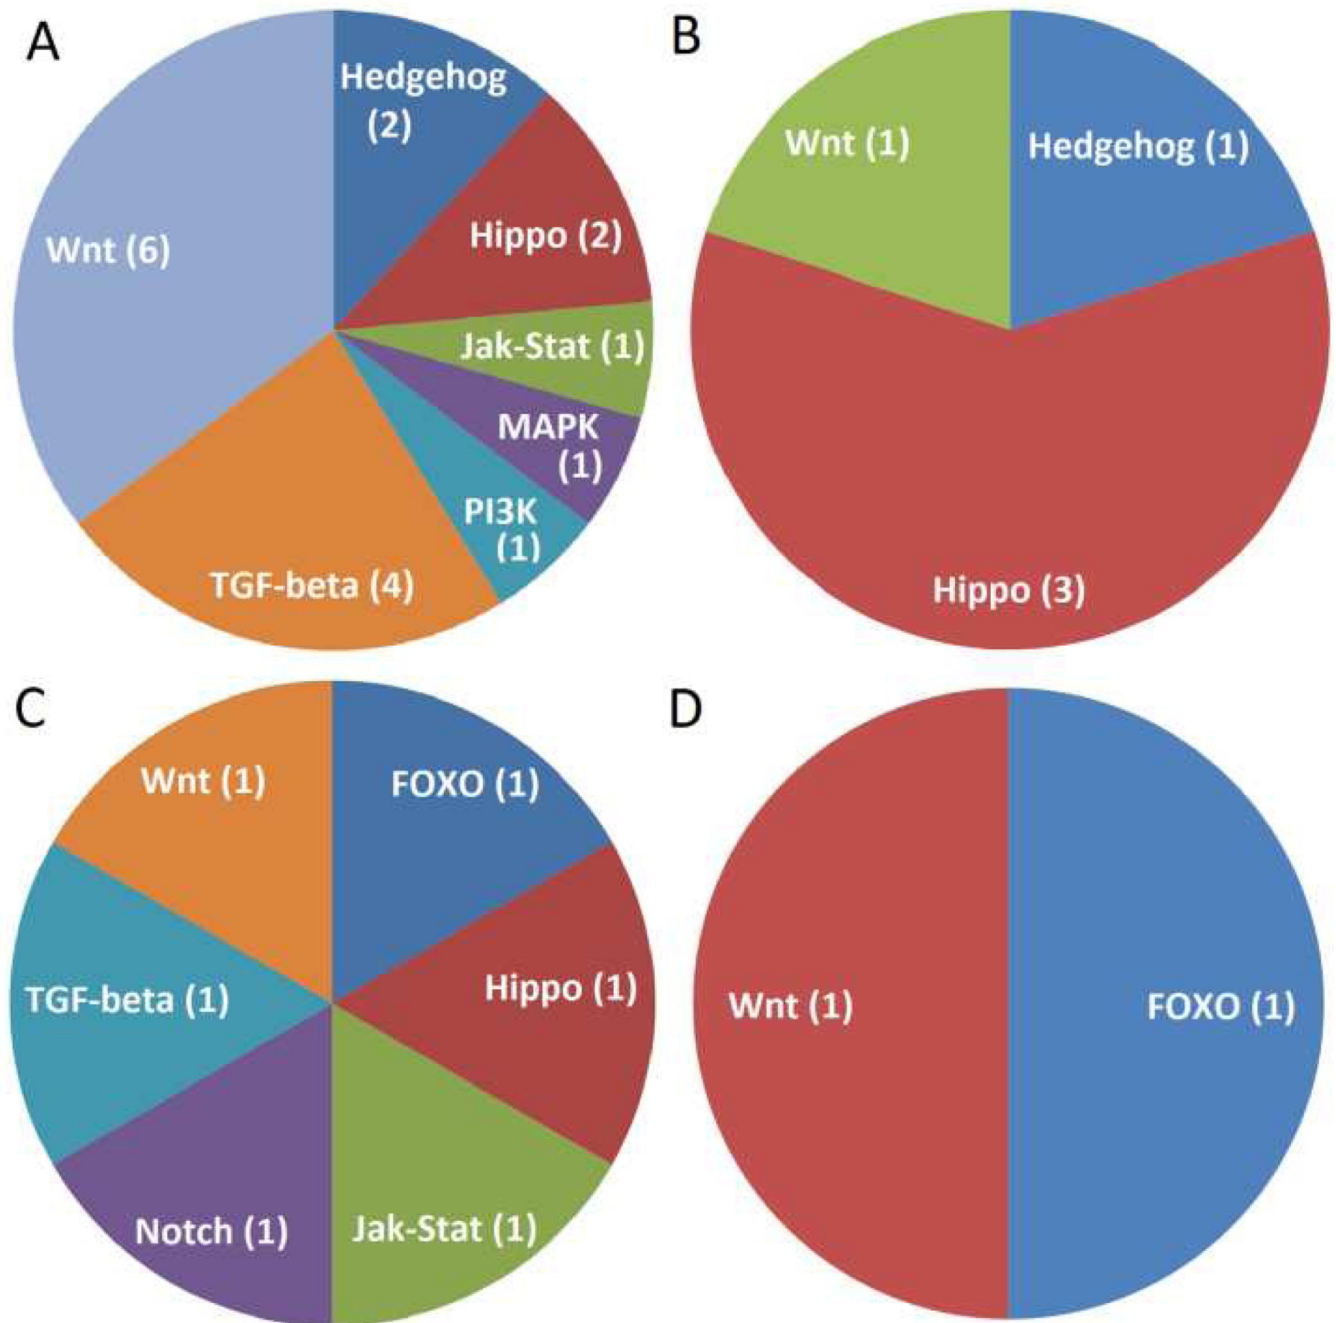 A
Hedgehog
(2)
Hippo (2)
Wnt (6)
Jak-Stat (1)
MAPK
(1)
PI3K
(1)
TGF-beta (4)
B
Wnt (1)
Hedgehog (1)
Hippo (3)
C
Wnt (1)
FOXO (1)
TGF-beta (1)
Hippo (1)
Notch (1)
Jak-Stat (1)
D
Wnt (1)
FOXO (1)